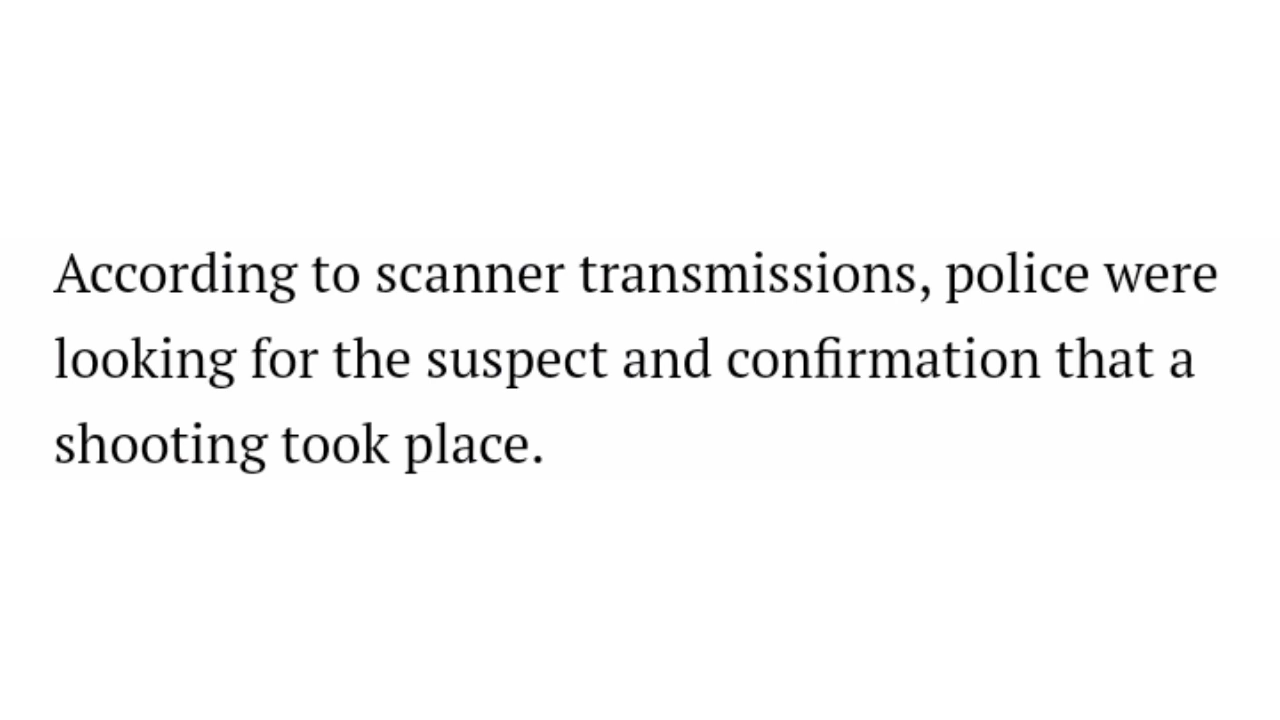 According to scanner transmissions, police were
looking for the suspect and confirmation that a
shooting took place.